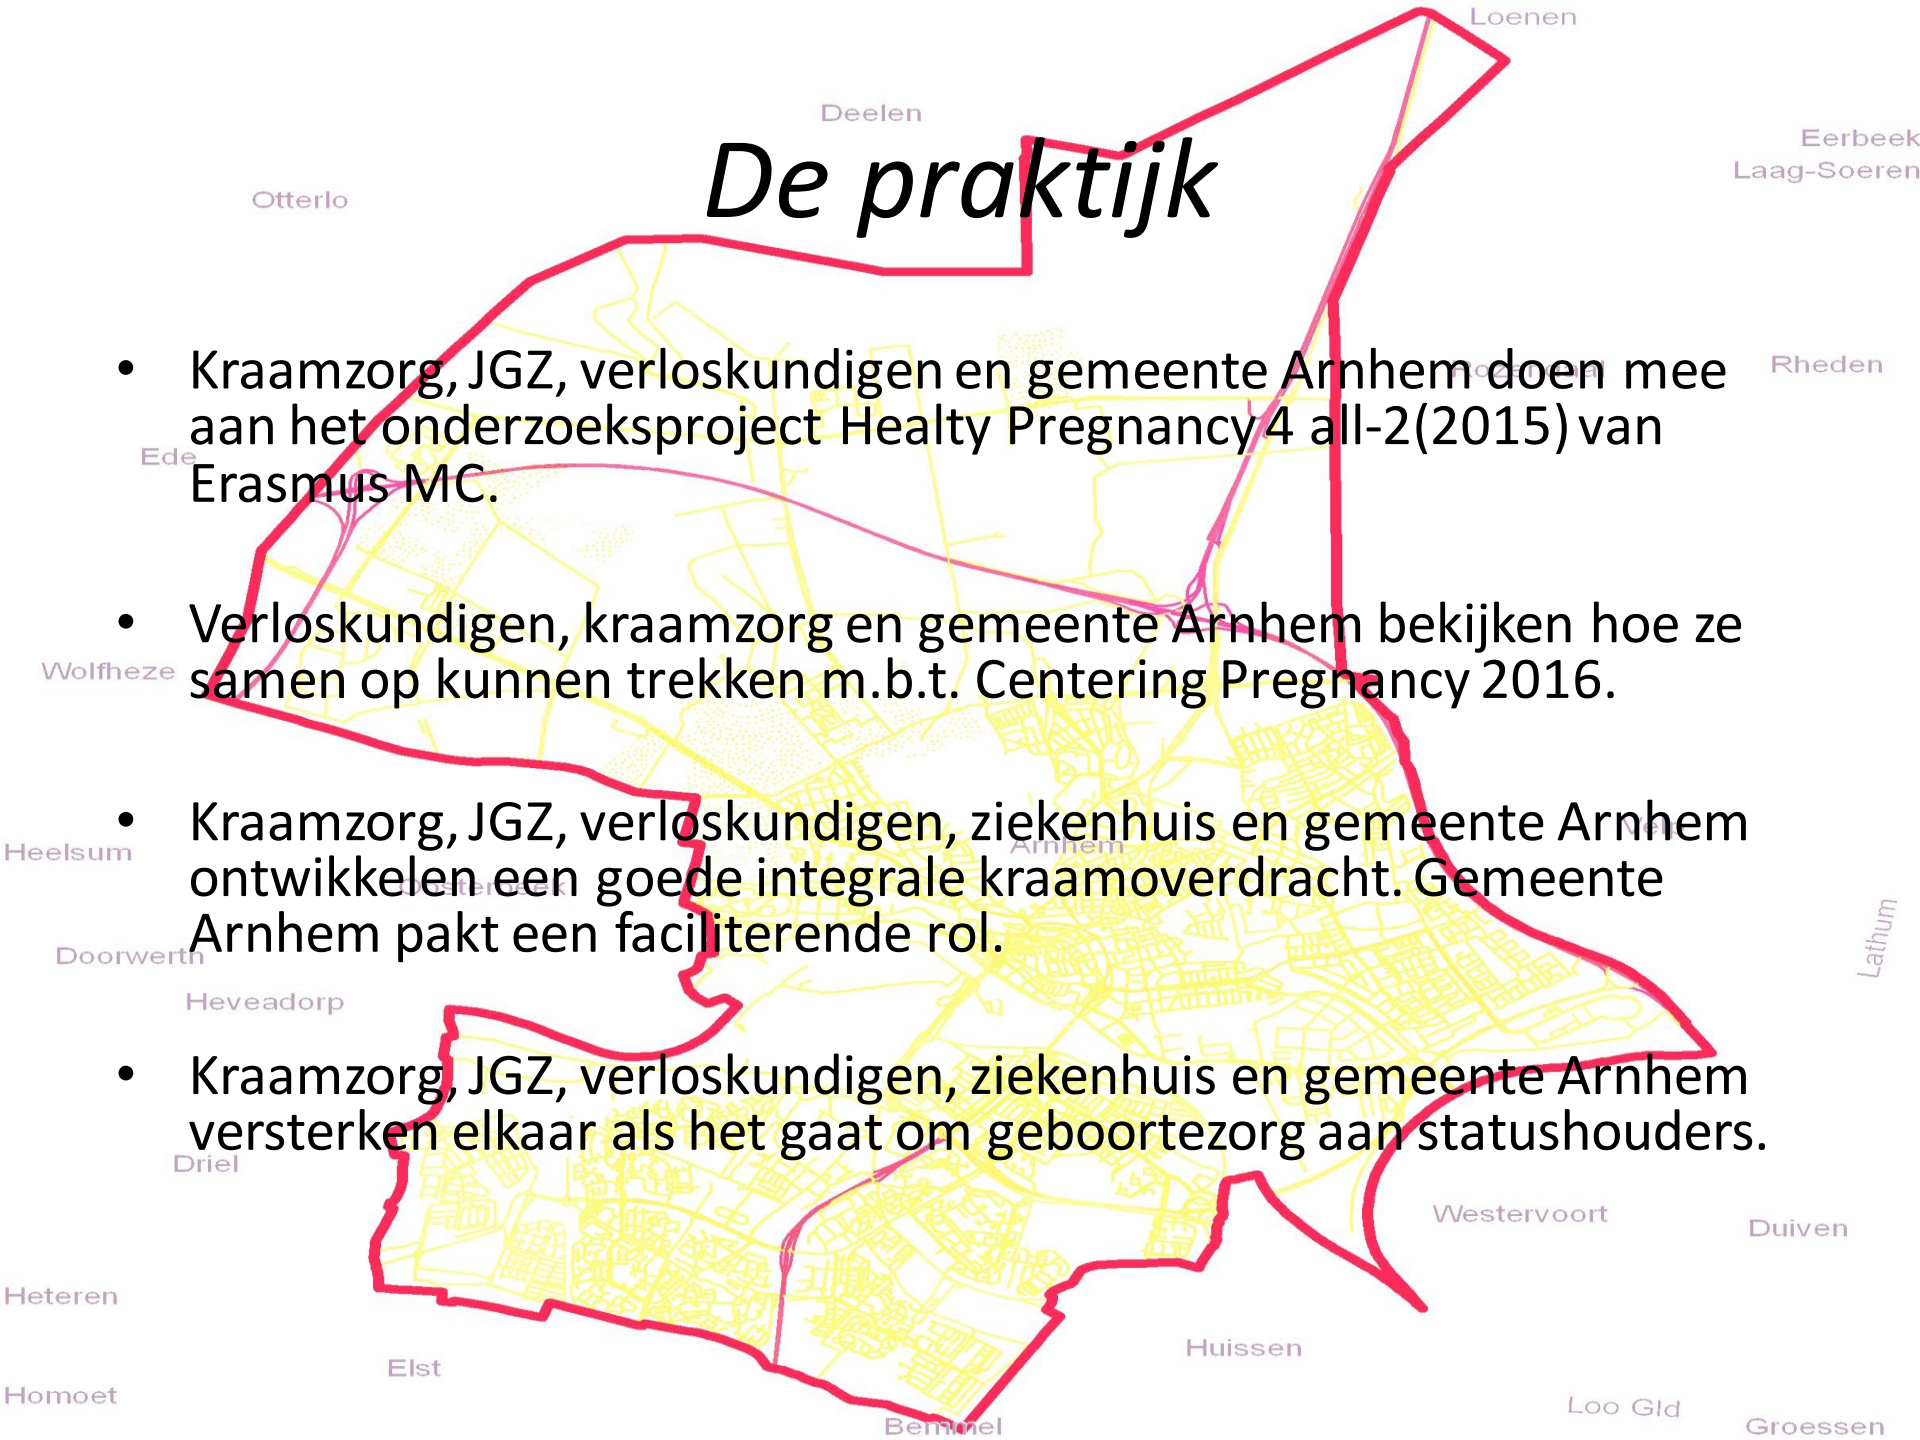 Loenen
Deelen
Eerbeek
Laag-Soeren
Otterlo
De praktijk
• Kraamzorg, JGZ, verloskundigen en gemeente Arnhem doen mee
aan het onderzoeksproject Healty Pregnancy 4 all-2(2015) van
Erasmus MC.
Rozendaal
Rheden
Ede
• Verloskundigen, kraamzorg en gemeente Arnhem bekijken hoe ze
samen op kunnen trekken m.b.t. Centering Pregnancy 2016.
Wolfheze
• Kraamzorg, JGZ, verloskundigen, ziekenhuis en gemeente Arnhem
ontwikkelen een goede integrale kraamoverdracht. Gemeente
Arnhem pakt een faciliterende rol.
Velp
Arnhem
Heelsum
Oosterbeek
Lathum
Doorwerth
Heveadorp
• Kraamzorg, JGZ, verloskundigen, ziekenhuis en gemeente Arnhem
versterken elkaar als het gaat om geboortezorg aan statushouders.
Driel
Westervoort
Duiven
Heteren
Huissen
Elst
Homoet
Loo Gld
Bemmel
Groessen